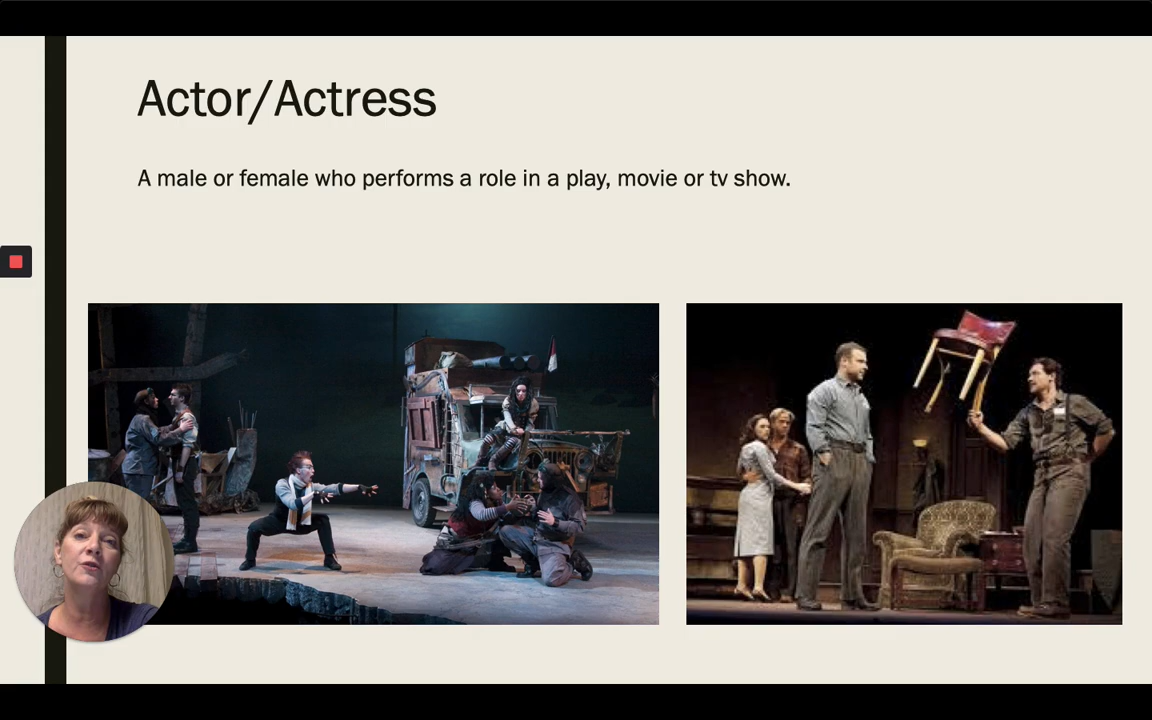 Actor/Actress
A male or female who performs a role in a play, movie or tv show.